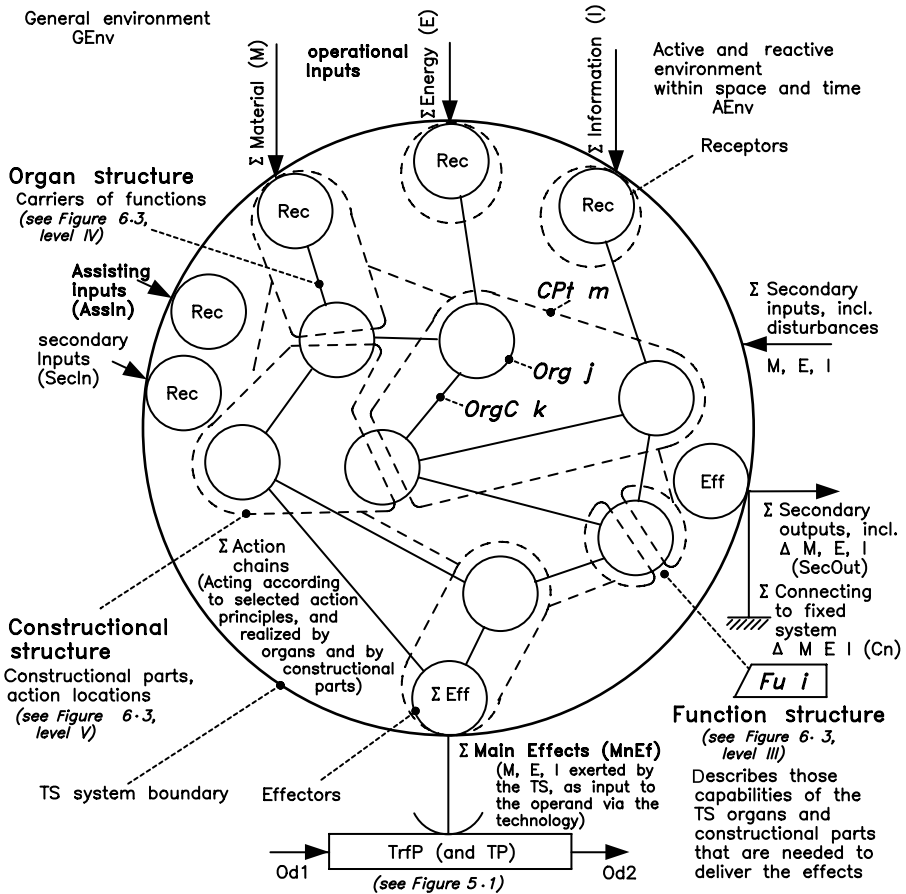 General environment
GEnv
Σ Material (M)
operational
Inputs
Σ Energy (E)
Σ Information (I)
Active and reactive
environment
within space and time
AEnv
Receptors
Rec
Rec
Rec
Organ structure
Carriers of functions
(see Figure 6·3,
level IV)
Assisting
inputs
(AssIn)
Rec
secondary
Inputs
(SecIn)
Rec
CPt m
Org j
OrgC k
Σ Secondary
inputs, incl.
disturbances
M, E, I
Eff
Σ Secondary
outputs, incl.
Δ M, E, I
(SecOut)
Σ Connecting
to fixed
system
Δ M E I (Cn)
Σ Action
chains
(Acting according
to selected action
principles, and
realized by
organs and by
constructional
parts)
Constructional
structure
Constructional parts,
action locations
(see Figure 6·3,
level V)
Σ Eff
Fu i
Function structure
(see Figure 6·3,
level III)
Describes those
capabilities of the
TS organs and
constructional parts
that are needed to
deliver the effects
TS system boundary
Effectors
Σ Main Effects (MnEf)
(M, E, I exerted by
the TS, as input to
the operand via the
technology)
Od1
TrfP (and TP)
Od2
(see Figure 5·1)